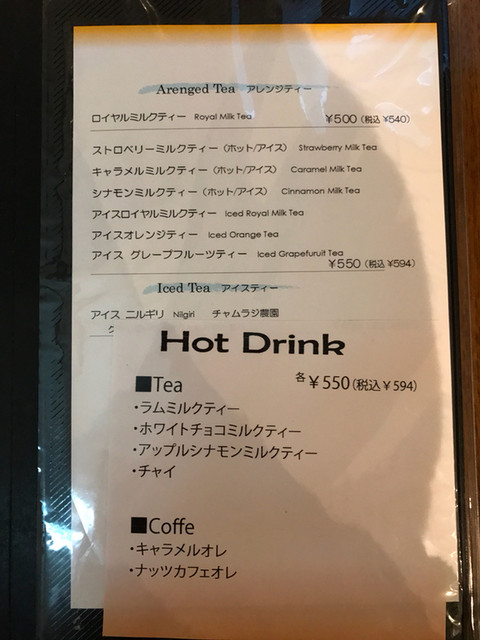 Arenged Tea アレンジティー
ロイヤルミルクティー Royal Milk Tea ¥500 (税込 ¥540)
ストロベリーミルクティー (ホット/アイス) Strawberry Milk Tea
キャラメルミルクティー (ホット/アイス) Caramel Milk Tea
シナモンミルクティー (ホット/アイス) Cinnamon Milk Tea
アイスロイヤルミルクティー Iced Royal Milk Tea
アイスオレンジティー Iced Orange Tea
アイス グレープフルーツティー Iced Grapefuruit Tea
¥550 (税込 ¥594)
Iced Tea アイスティー
アイス ニルギリ Nilgiri チャムラジ農園
Hot Drink
■Tea 各¥550(税込¥594)
・ラムミルクティー
・ホワイトチョコミルクティー
・アップルシナモンミルクティー
・チャイ
■Coffe
・キャラメルオレ
・ナッツカフェオレ